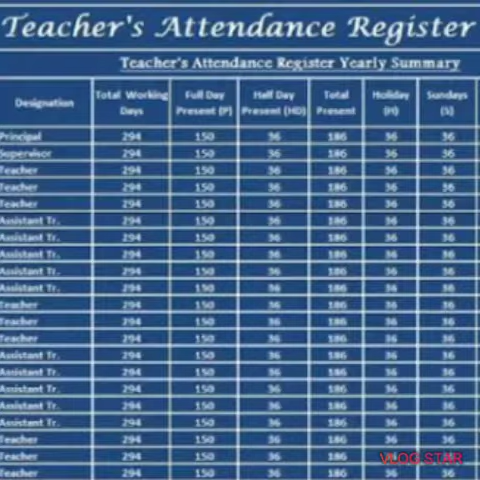 Teacher's Attendance Register
Teacher's Attendance Register Yearly Summary
Designation Total Working Days Full Day Present (P) Half Day Present (HD) Total Present Holiday (H) Sundays (S)
Principal 294 150 36 186 36 36
Supervisor 294 150 36 186 36 36
Teacher 294 150 36 186 36 36
Teacher 294 150 36 186 36 36
Teacher 294 150 36 186 36 36
Assistant Tr. 294 150 36 186 36 36
Assistant Tr. 294 150 36 186 36 36
Assistant Tr. 294 150 36 186 36 36
Assistant Tr. 294 150 36 186 36 36
Assistant Tr. 294 150 36 186 36 36
Teacher 294 150 36 186 36 36
Teacher 294 150 36 186 36 36
Teacher 294 150 36 186 36 36
Assistant Tr. 294 150 36 186 36 36
Assistant Tr. 294 150 36 186 36 36
Assistant Tr. 294 150 36 186 36 36
Assistant Tr. 294 150 36 186 36 36
Assistant Tr. 294 150 36 186 36 36
Teacher 294 150 36 186 36 36
Teacher 294 150 36 186 36 36
VLOG STAR
Teacher 294 150 36 186 36 36